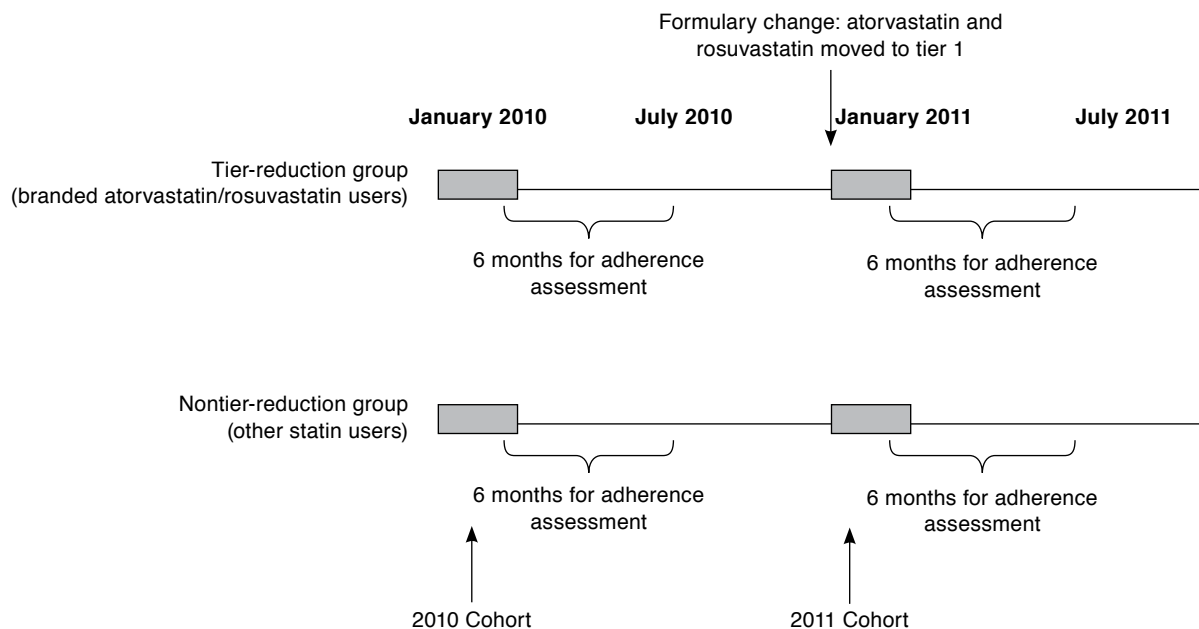 Formulary change: atorvastatin and
rosuvastatin moved to tier 1
January 2010
July 2010
January 2011
July 2011
Tier-reduction group
(branded atorvastatin/rosuvastatin users)
6 months for adherence
assessment
6 months for adherence
assessment
Nontier-reduction group
(other statin users)
6 months for adherence
assessment
6 months for adherence
assessment
2010 Cohort
2011 Cohort